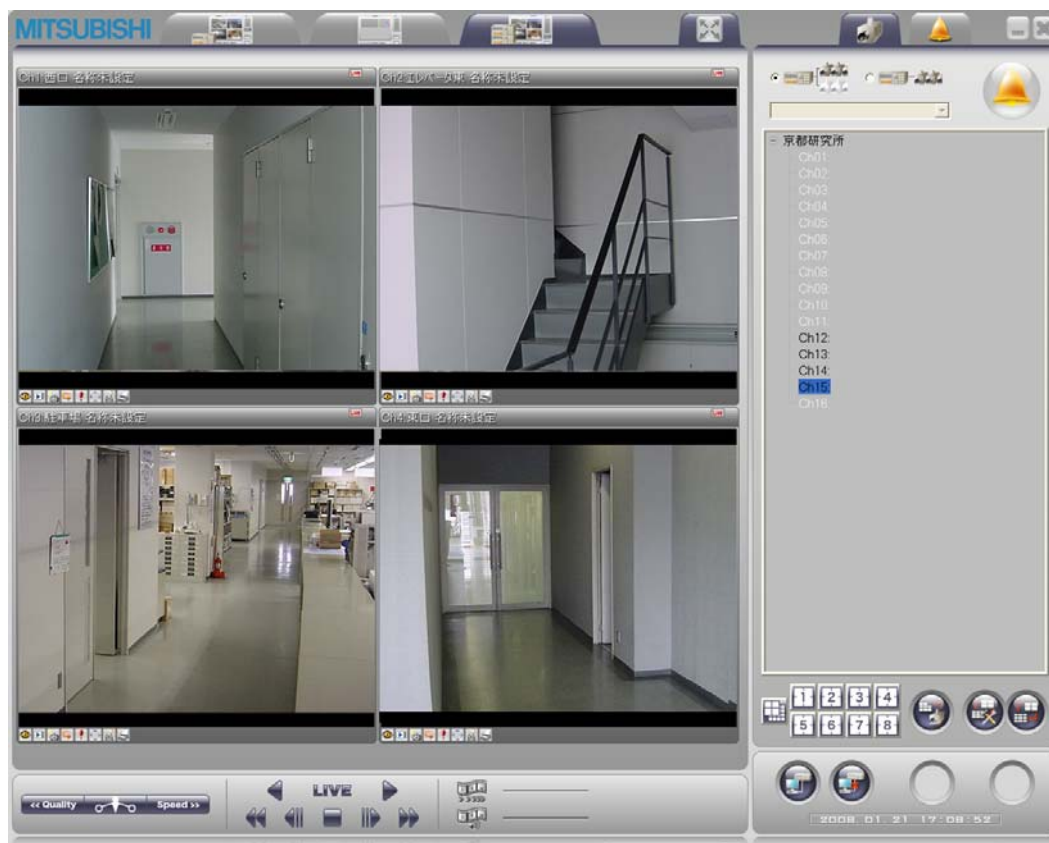 MITSUBISHI
Ch1:西口 名称未設定
Ch2:エレベータ東 名称未設定
Ch3:駐車場 名称未設定
Ch4:東口 名称未設定
京都研究所
Ch01:
Ch02:
Ch03:
Ch04:
Ch05:
Ch06:
Ch07:
Ch08:
Ch09:
Ch10:
Ch11:
Ch12:
Ch13:
Ch14:
Ch15:
Ch16:
1 2 3 4
5 6 7 8
<< Quality Speed >>
LIVE
2008.01.21 17:08:52